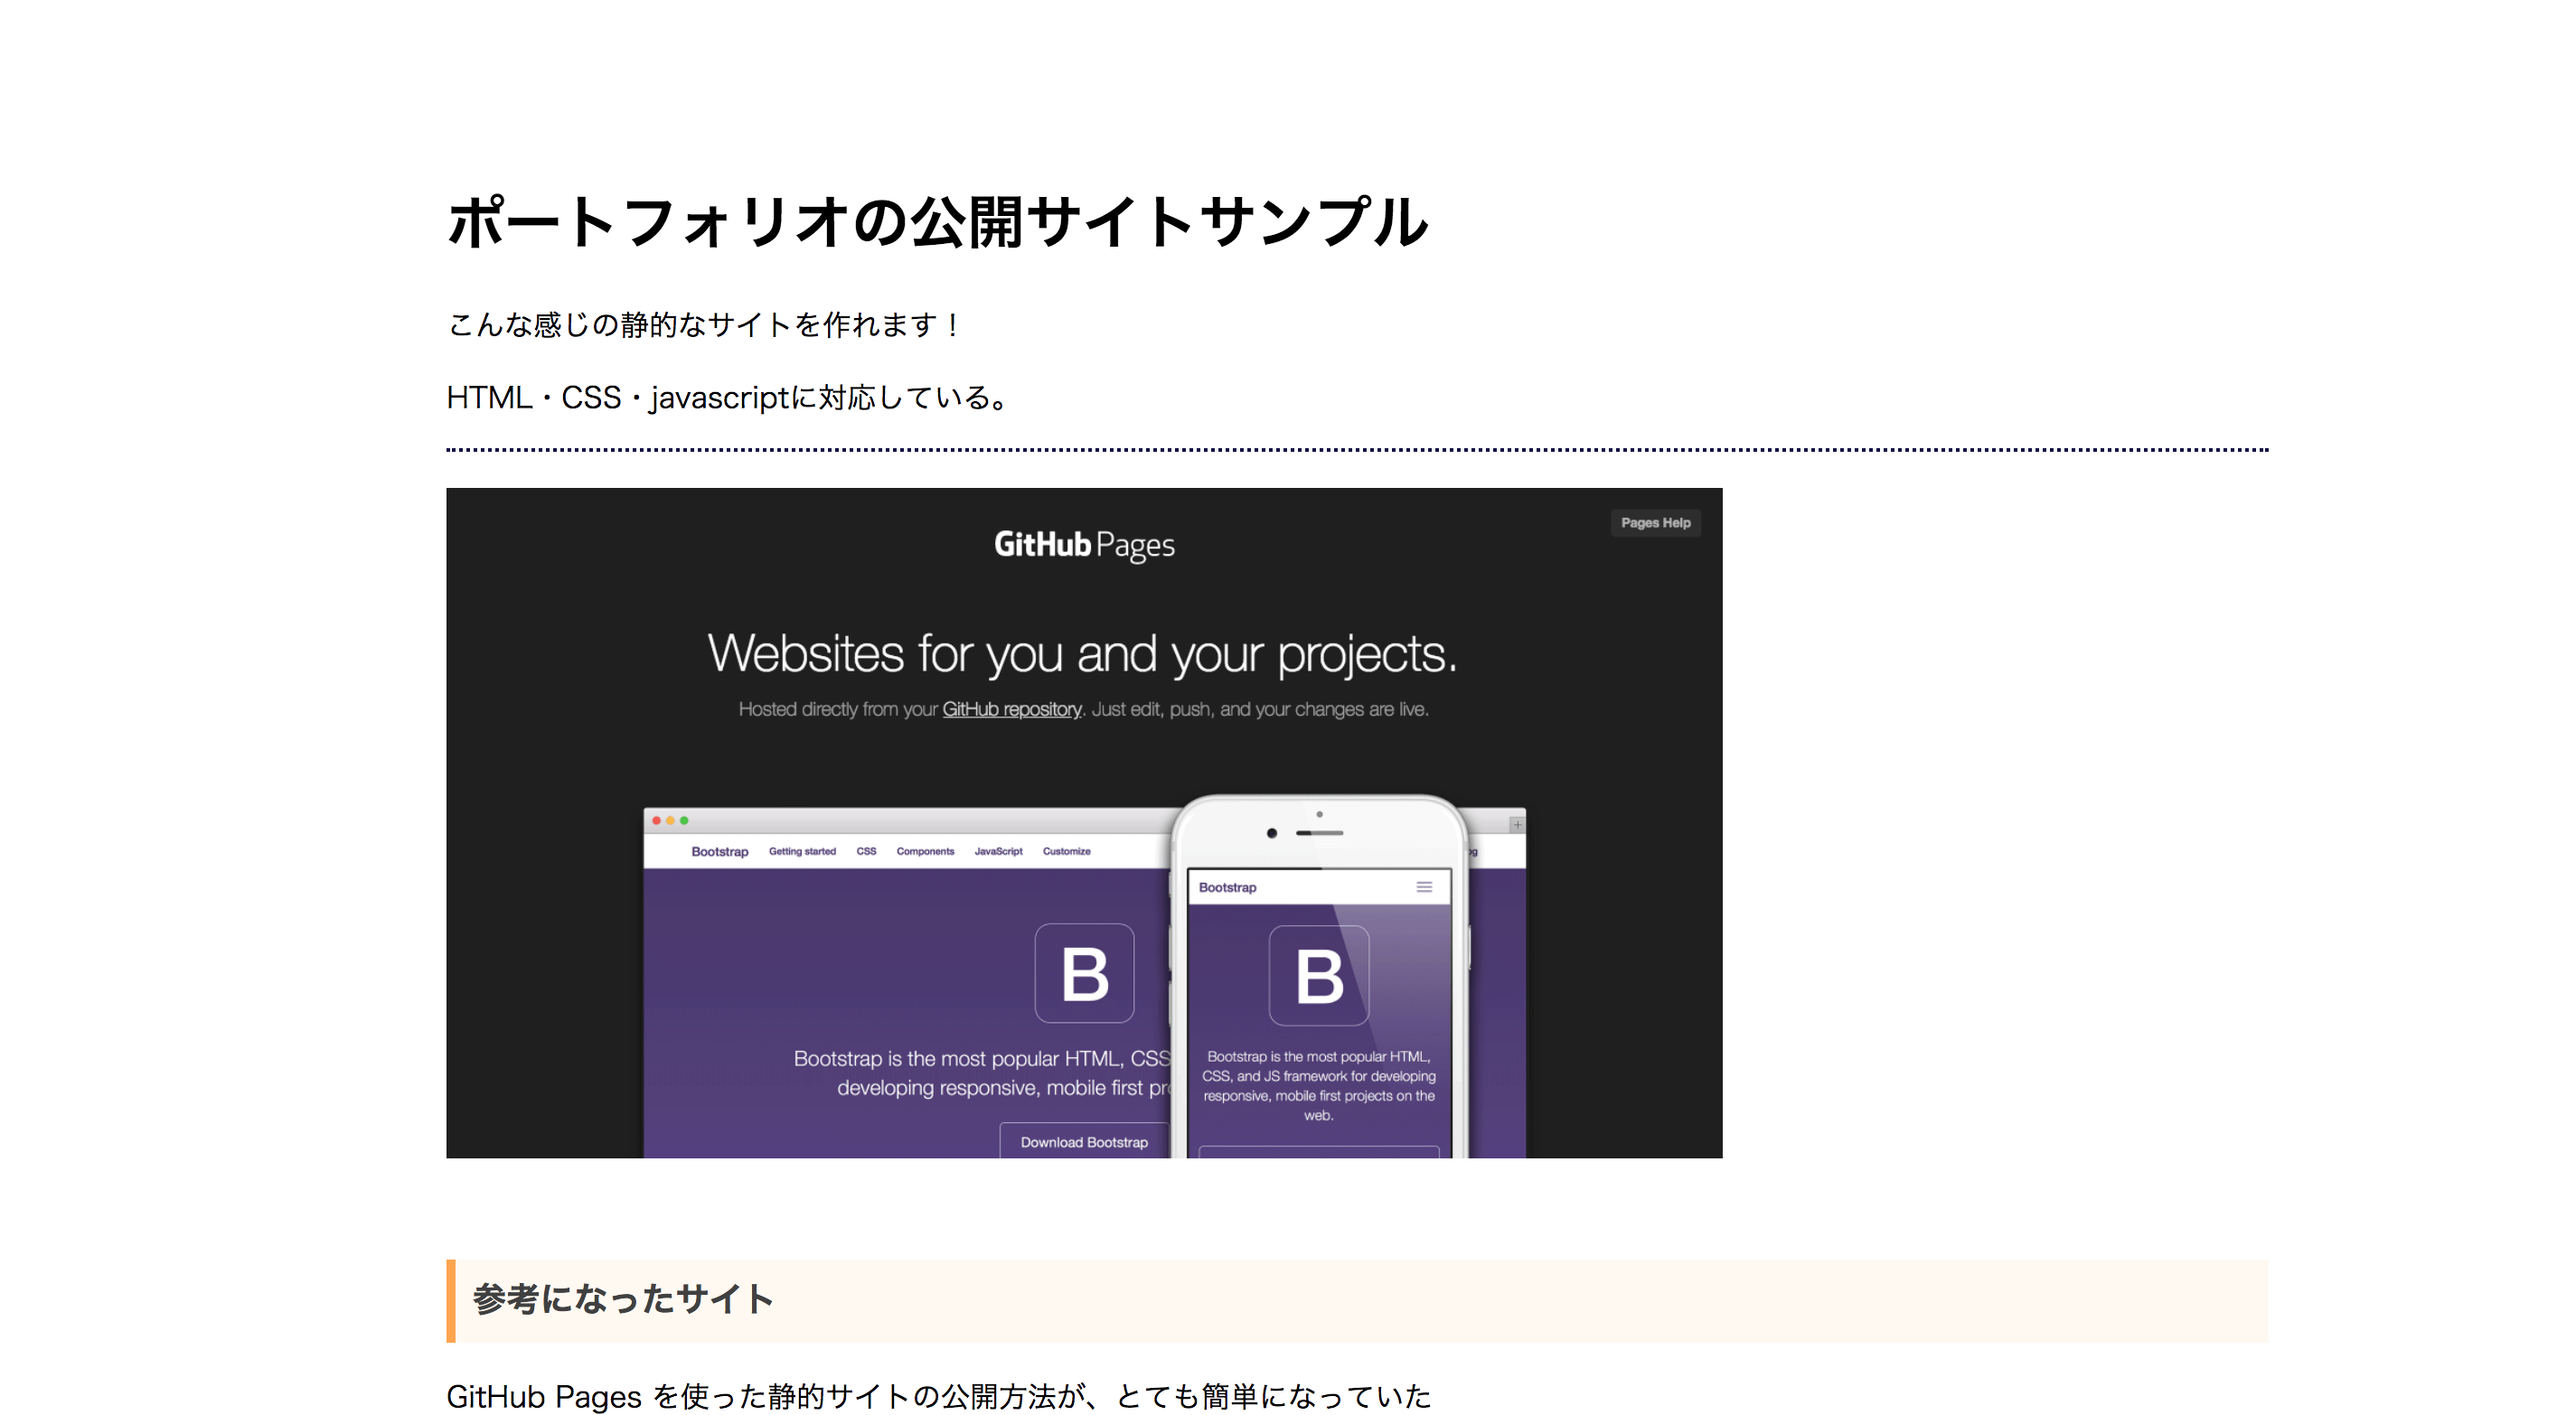 ポートフォリオの公開サイトサンプル
こんな感じの静的なサイトを作れます！
HTML・CSS・javascriptに対応している。
Pages Help
GitHub Pages
Websites for you and your projects.
Hosted directly from your GitHub repository. Just edit, push, and your changes are live.
Bootstrap Getting started CSS Components JavaScript Customize
Bootstrap
B
B
Bootstrap is the most popular HTML, CSS
developing responsive, mobile first pro
Download Bootstrap
Bootstrap is the most popular HTML,
CSS, and JS framework for developing
responsive, mobile first projects on the
web.
参考になったサイト
GitHub Pages を使った静的サイトの公開方法が、とても簡単になっていた